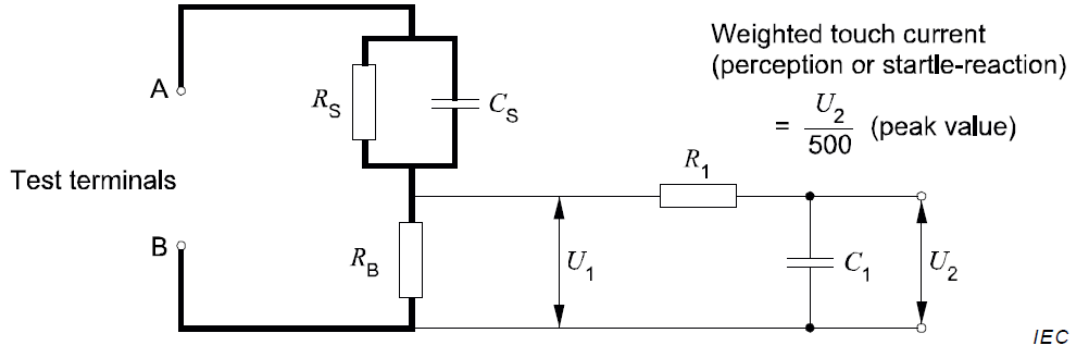 Weighted touch current
(perception or startle-reaction)
= U2/500 (peak value)
A
RS
CS
R1
Test terminals
B
RB
U1
C1
U2
IEC